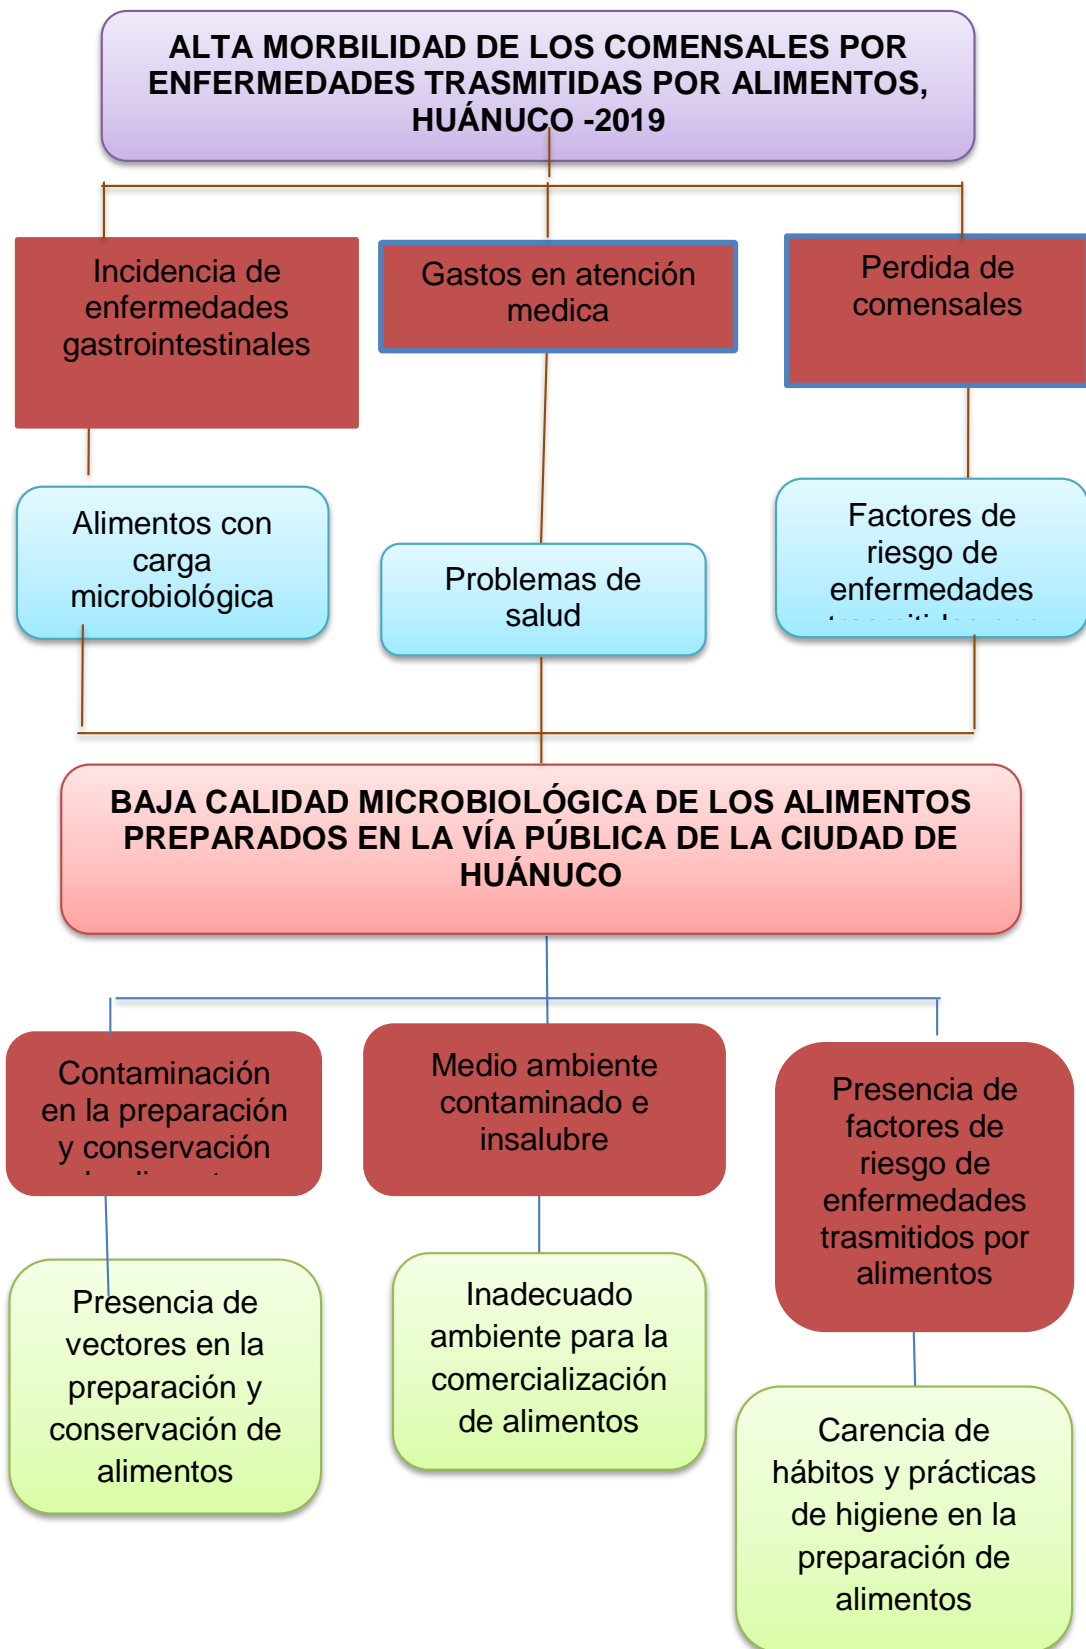 ALTA MORBILIDAD DE LOS COMENSALES POR
ENFERMEDADES TRASMITIDAS POR ALIMENTOS,
HUÁNUCO -2019
Incidencia de
enfermedades
gastrointestinales
Gastos en atención
medica
Perdida de
comensales
Alimentos con
carga
microbiológica
Problemas de
salud
Factores de
riesgo de
enfermedades
BAJA CALIDAD MICROBIOLÓGICA DE LOS ALIMENTOS
PREPARADOS EN LA VÍA PÚBLICA DE LA CIUDAD DE
HUÁNUCO
Contaminación
en la preparación
y conservación
Medio ambiente
contaminado e
insalubre
Presencia de
factores de
riesgo de
enfermedades
trasmitidos por
alimentos
Presencia de
vectores en la
preparación y
conservación de
alimentos
Inadecuado
ambiente para la
comercialización
de alimentos
Carencia de
hábitos y prácticas
de higiene en la
preparación de
alimentos